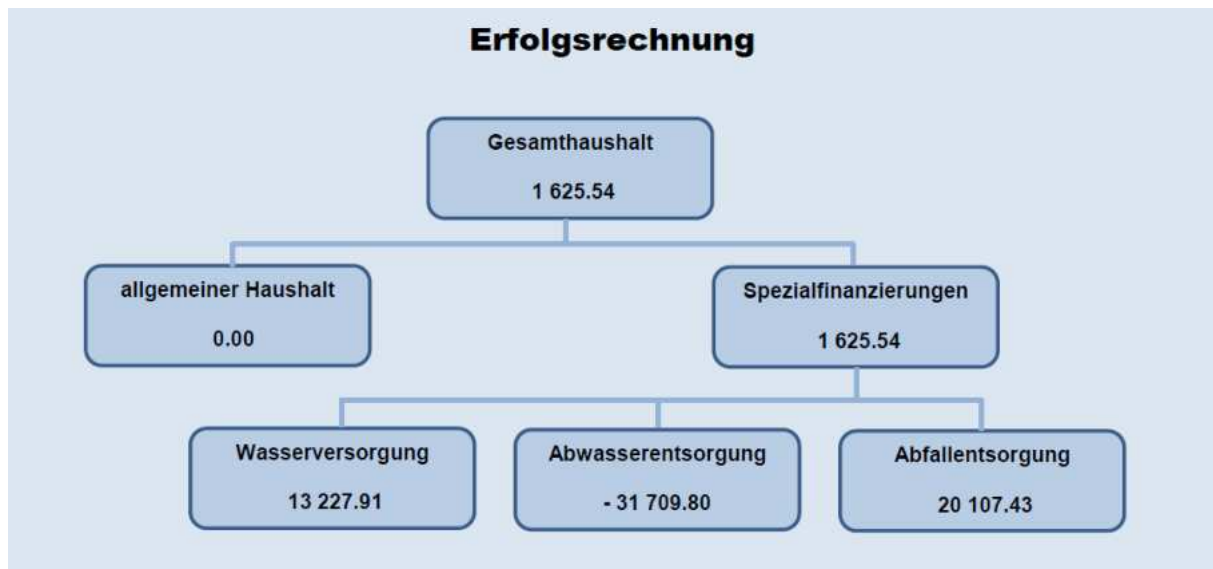 Erfolgsrechnung
Gesamthaushalt
1 625.54
allgemeiner Haushalt
0.00
Spezialfinanzierungen
1 625.54
Wasserversorgung
13 227.91
Abwasserentsorgung
- 31 709.80
Abfallentsorgung
20 107.43